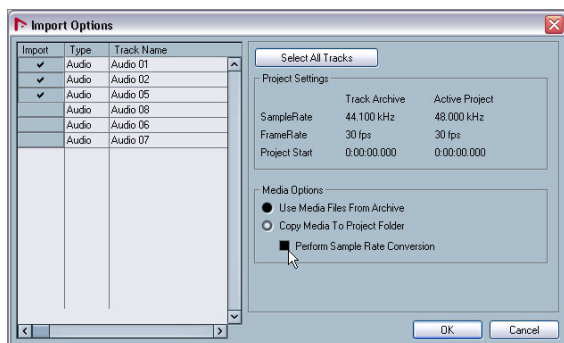 Import Options
Import Type Track Name
Audio Audio 01
Audio Audio 02
Audio Audio 05
Audio Audio 08
Audio Audio 06
Audio Audio 07
Select All Tracks
Project Settings
Track Archive Active Project
SampleRate 44.100 kHz 48.000 kHz
FrameRate 30 fps 30 fps
Project Start 0:00:00.000 0:00:00.000
Media Options
Use Media Files From Archive
Copy Media To Project Folder
Perform Sample Rate Conversion
OK Cancel